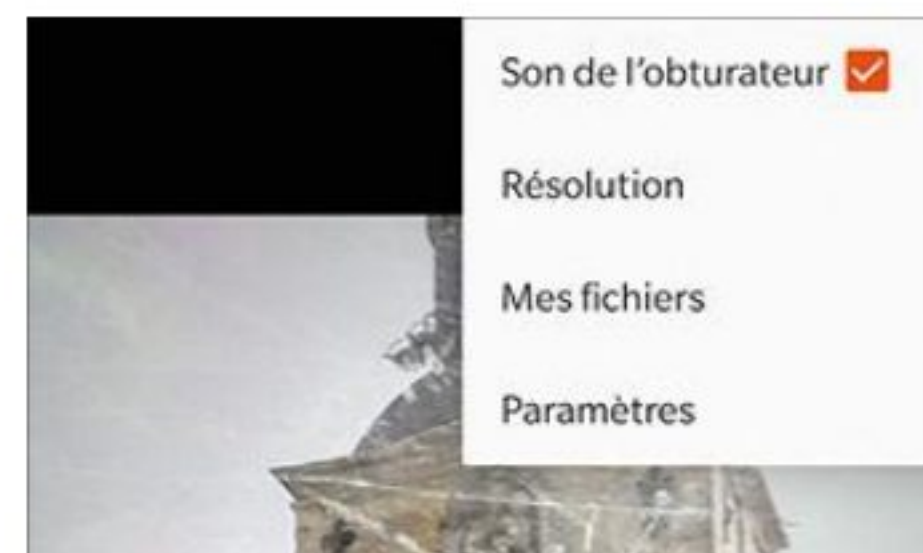 Son de l'obturateur
Résolution
Mes fichiers
Paramètres